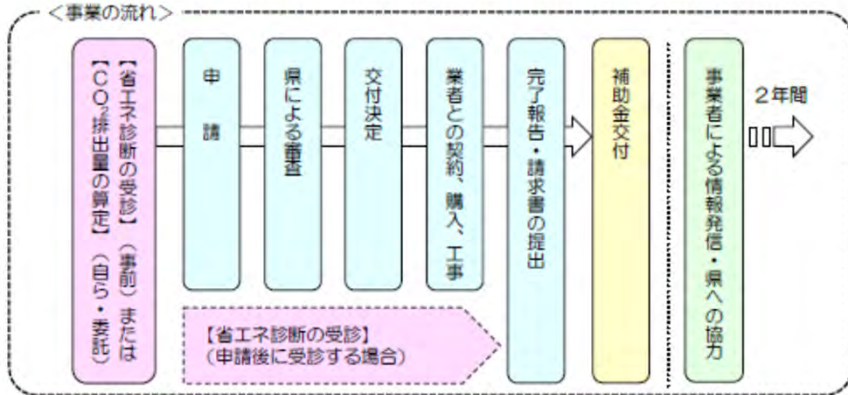 ＜事業の流れ＞
【省エネ診断の受診】（事前）または
【ＣＯ₂排出量の算定】（自ら・委託）
申　請
県による審査
交付決定
業者との契約、購入、工事
完了報告・請求書の提出
補助金交付
事業者による情報発信・県への協力
２年間
【省エネ診断の受診】
（申請後に受診する場合）